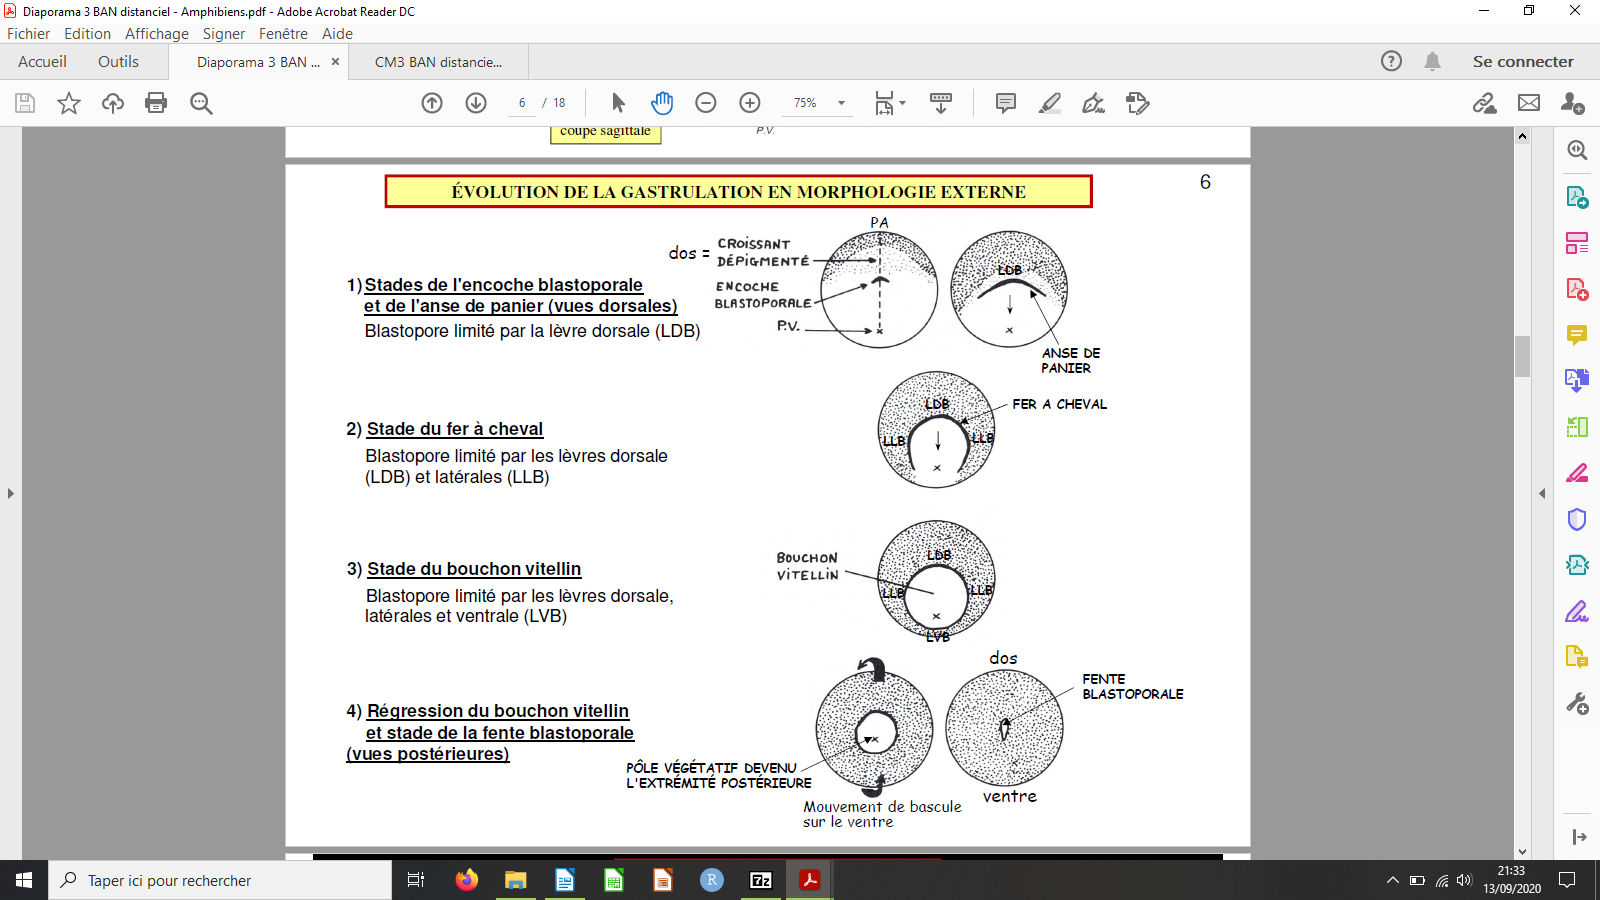 Diaporama 3 BAN distanciel - Amphibiens.pdf - Adobe Acrobat Reader DC
Fichier Edition Affichage Signer Fenêtre Aide
Accueil Outils Diaporama 3 BAN ... × CM3 BAN distancie... Se connecter
6 / 18 75%
coupe sagittale
P.V.
6
ÉVOLUTION DE LA GASTRULATION EN MORPHOLOGIE EXTERNE
PA
dos = CROISSANT
DÉPIGMENTÉ
ENCOCHE
BLASTOPORALE
P.V.
LDB
ANSE DE
PANIER
1) Stades de l'encoche blastoporale
et de l'anse de panier (vues dorsales)
Blastopore limité par la lèvre dorsale (LDB)
LDB
FER A CHEVAL
LLB LLB
2) Stade du fer à cheval
Blastopore limité par les lèvres dorsale
(LDB) et latérales (LLB)
BOUCHON
VITELLIN
LDB
LLB LLB
LVB
3) Stade du bouchon vitellin
Blastopore limité par les lèvres dorsale,
latérales et ventrale (LVB)
dos
FENTE
BLASTOPORALE
4) Régression du bouchon vitellin
et stade de la fente blastoporale
(vues postérieures)
PÔLE VÉGÉTATIF DEVENU
L'EXTRÉMITÉ POSTÉRIEURE
ventre
Mouvement de bascule
sur le ventre
Taper ici pour rechercher
R
7z
21:33
13/09/2020